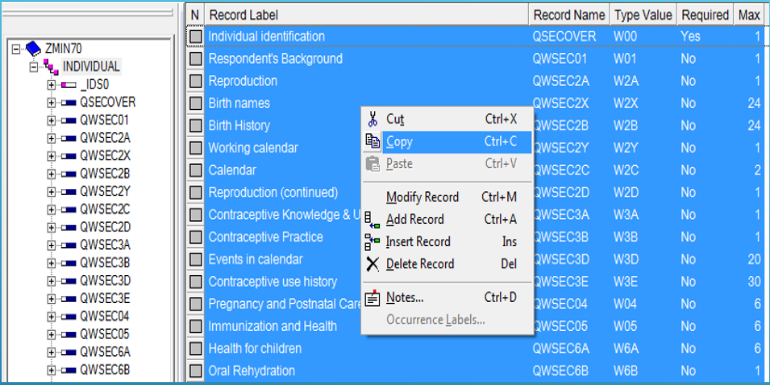 ZMIN70
INDIVIDUAL
_IDS0
QSECOVER
QWSEC01
QWSEC2A
QWSEC2X
QWSEC2B
QWSEC2Y
QWSEC2C
QWSEC2D
QWSEC3A
QWSEC3B
QWSEC3D
QWSEC3E
QWSEC04
QWSEC05
QWSEC6A
QWSEC6B
N Record Label Record Name Type Value Required Max
Individual identification QSECOVER W00 Yes 1
Respondent's Background QWSEC01 W01 No 1
Reproduction QWSEC2A W2A No 1
Birth names QWSEC2X W2X No 24
Birth History QWSEC2B W2B No 24
Working calendar QWSEC2Y W2Y No 1
Calendar QWSEC2C W2C No 2
Reproduction (continued) QWSEC2D W2D No 1
Contraceptive Knowledge & U QWSEC3A W3A No 1
Contraceptive Practice QWSEC3B W3B No 1
Events in calendar QWSEC3D W3D No 20
Contraceptive use history QWSEC3E W3E No 30
Pregnancy and Postnatal Care QWSEC04 W04 No 6
Immunization and Health QWSEC05 W05 No 6
Health for children QWSEC6A W6A No 6
Oral Rehydration QWSEC6B W6B No 1
Cut Ctrl+X
Copy Ctrl+C
Paste Ctrl+V
Modify Record Ctrl+M
Add Record Ctrl+A
Insert Record Ins
Delete Record Del
Notes... Ctrl+D
Occurrence Labels...